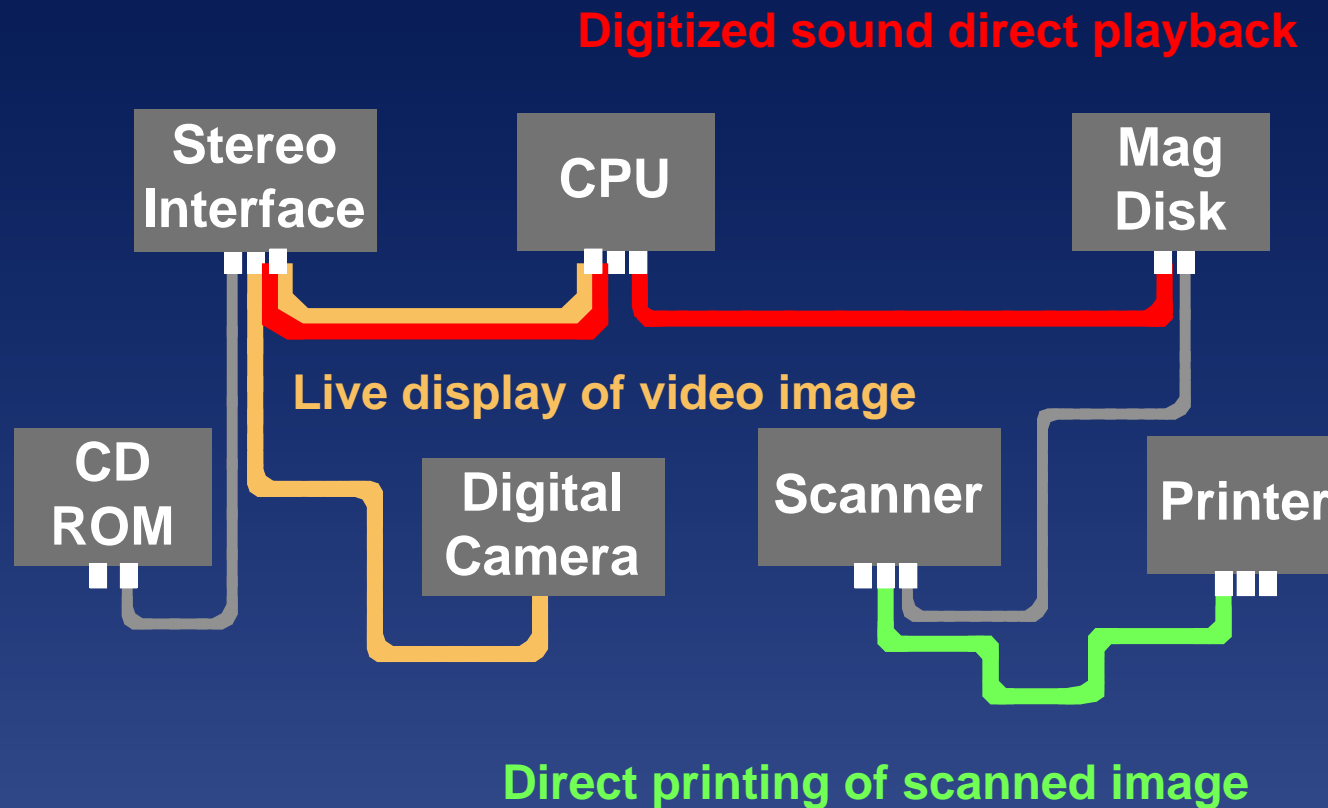 Digitized sound direct playback
Stereo
Interface
CPU
Mag
Disk
Live display of video image
CD
ROM
Digital
Camera
Scanner
Printer
Direct printing of scanned image